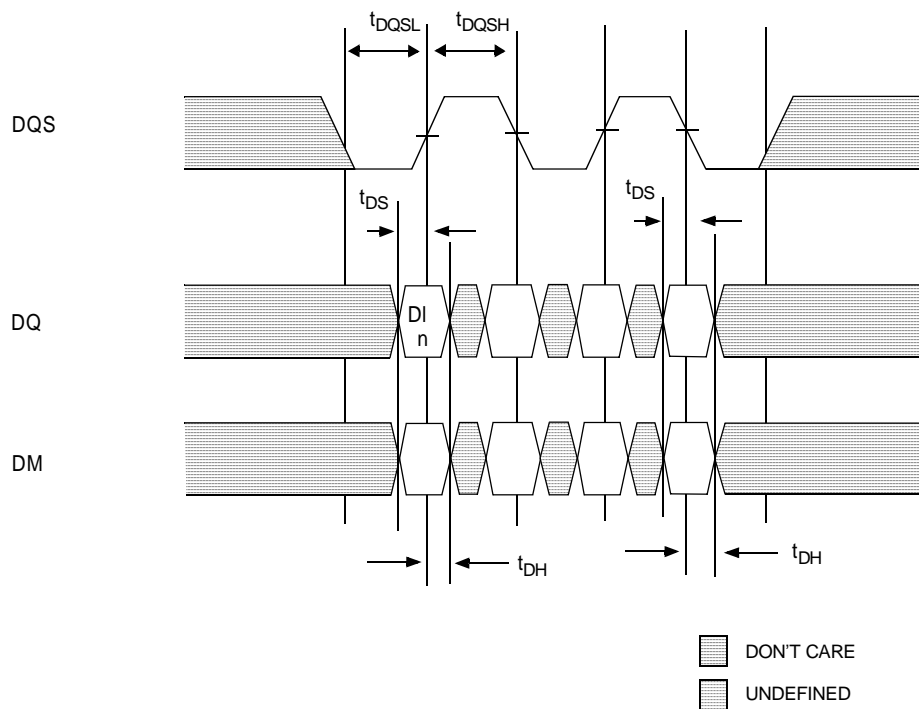 tDQSL tDQSH
DQS
tDS tDS
DQ
DI
n
DM
tDH tDH
DON'T CARE
UNDEFINED